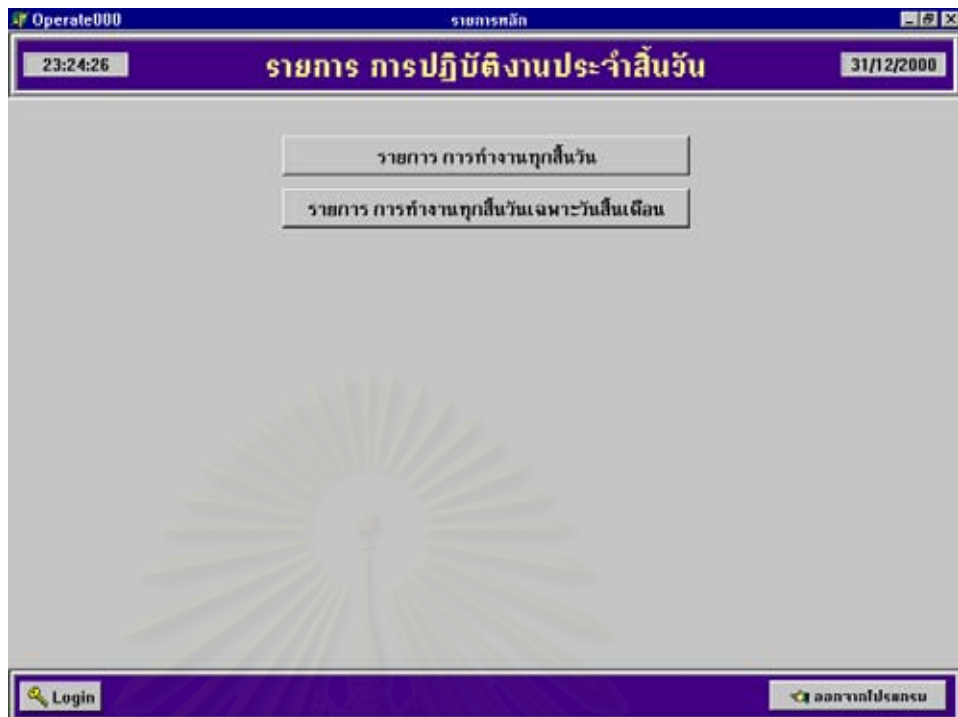 Operate000 รายการหลัก
23:24:26 รายการ การปฏิบัติงานประจำสิ้นวัน 31/12/2000
รายการ การทำงานทุกสิ้นวัน
รายการ การทำงานทุกสิ้นวันเฉพาะวันสิ้นเดือน
Login ออกจากโปรแกรม